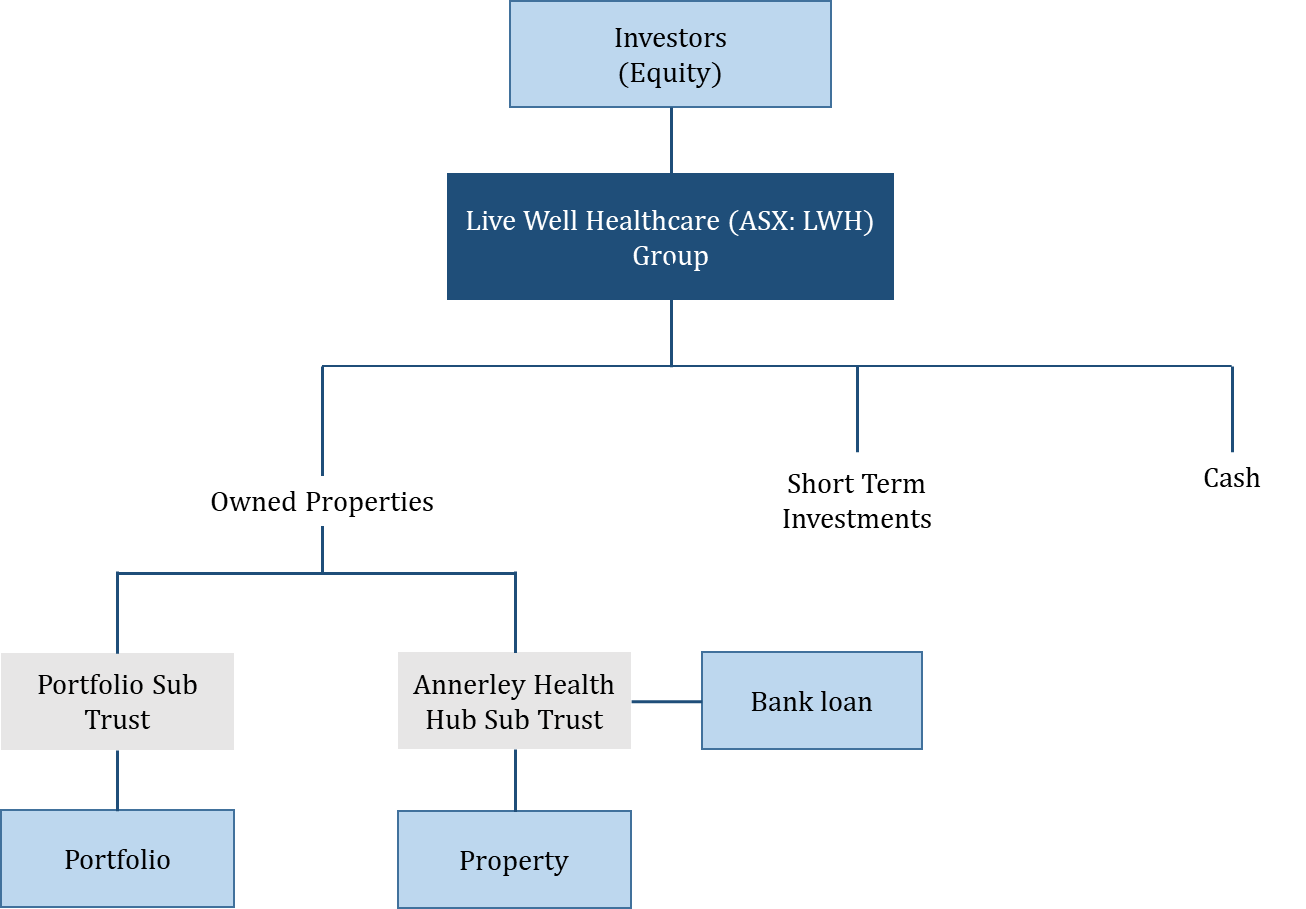 Investors
(Equity)
Live Well Healthcare (ASX: LWH)
Group
Owned Properties
Short Term
Investments
Cash
Portfolio Sub
Trust
Annerley Health
Hub Sub Trust
Bank loan
Portfolio
Property